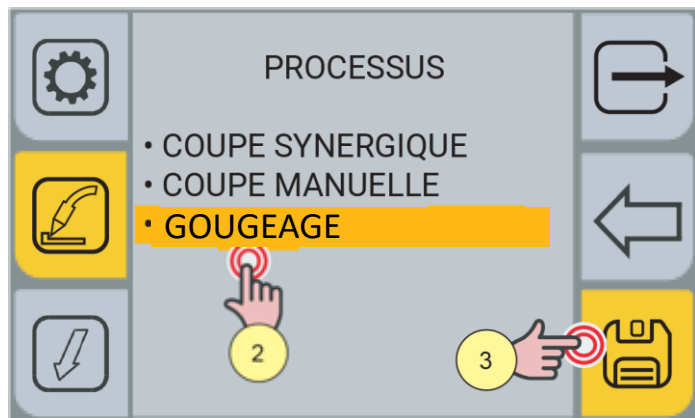 PROCESSUS
• COUPE SYNERGIQUE
• COUPE MANUELLE
• GOUGEAGE
2
3